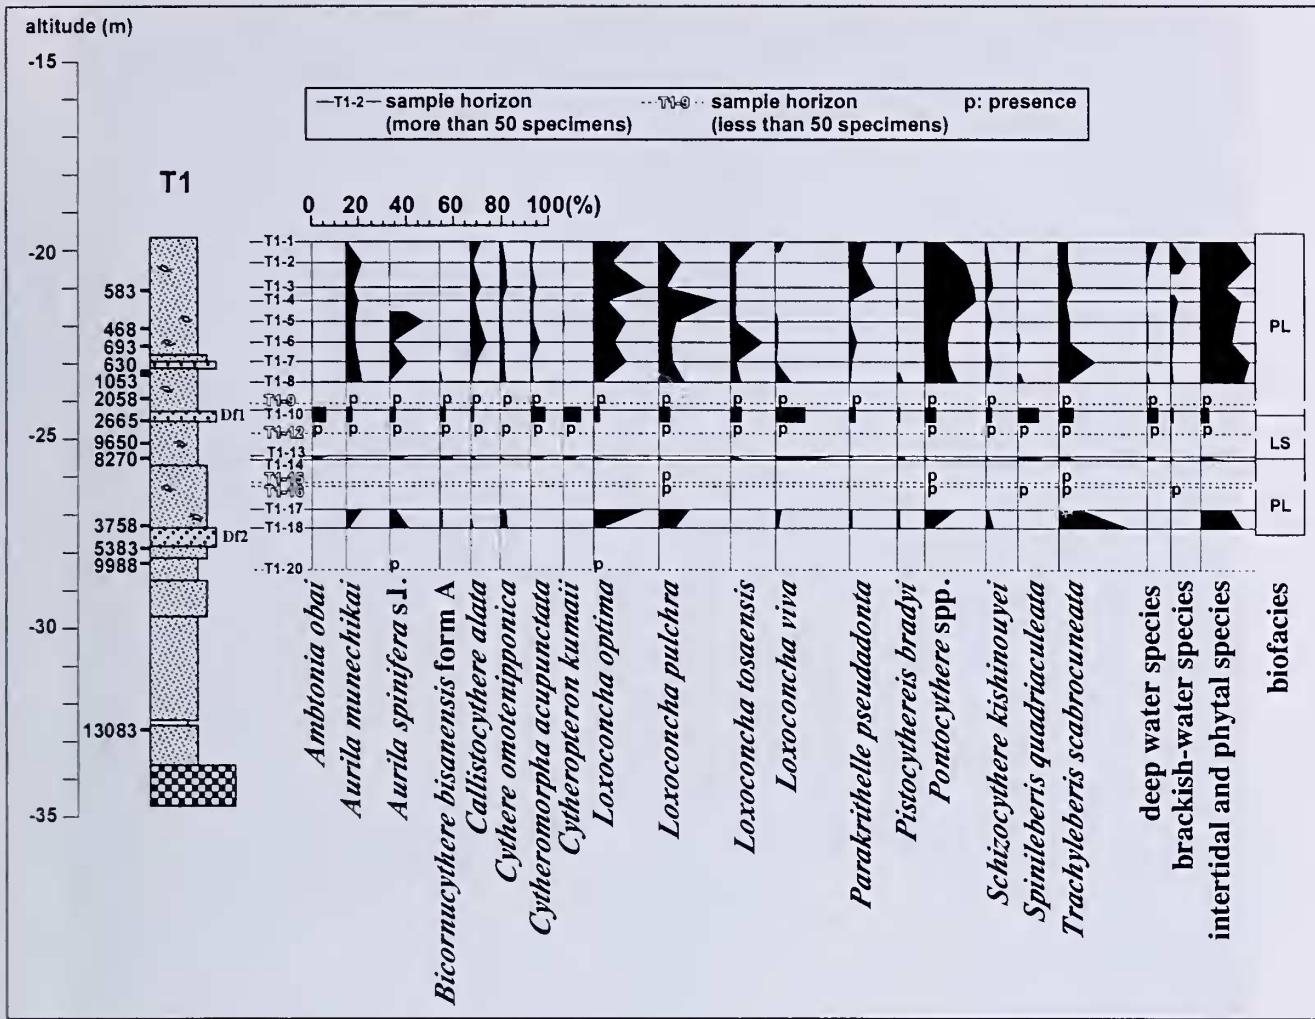 altitude (m)
-15
-20
-25
-30
-35
—T1-2— sample horizon
(more than 50 specimens)
···T1-9··· sample horizon
(less than 50 specimens)
p: presence
T1
0 20 40 60 80 100(%)
583
468
693
630
1053
2058
2665
9650
8270
3758
5383
9988
13083
Df1
Df2
T1-1
T1-2
T1-3
T1-4
T1-5
T1-6
T1-7
T1-8
T1-9 p p p p p p p p p p p p p p p p p
T1-10
T1-12 p p p p p p p p p p p p p p p p p
T1-13
T1-14
T1-15 p p p
T1-16 p p p p p
T1-17
T1-18
T1-20 p p
PL
LS
PL
Ambtonia obai
Aurila munechikai
Aurila spinifera s.l.
Bicornucythere bisanensis form A
Callistocythere alata
Cythere omotenipponica
Cytheromorpha acupunctata
Cytheropteron kumaii
Loxoconcha optima
Loxoconcha pulchra
Loxoconcha tosaensis
Loxoconcha viva
Parakrithelle pseudadonta
Pistocythereis bradyi
Pontocythere spp.
Schizocythere kishinouyei
Spinileberis quadriaculeata
Trachyleberis scabrocuneata
deep water species
brackish-water species
intertidal and phytal species
biofacies